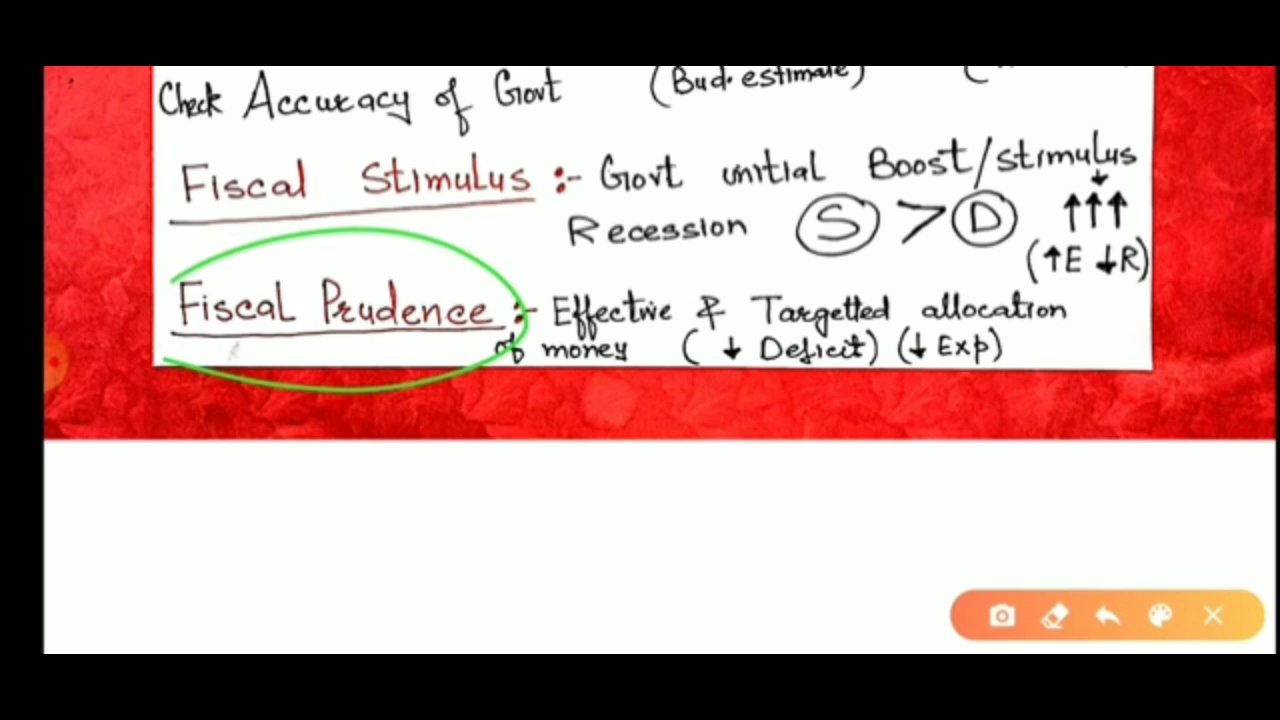 Check Accuracy of Govt (Bud. estimate)
Fiscal Stimulus :- Govt initial Boost/stimulus
Recession S > D ↑↑↑
(↑E ↓R)
Fiscal Prudence :- Effective & Targetted allocation
of money (↓ Deficit) (↓ Exp)